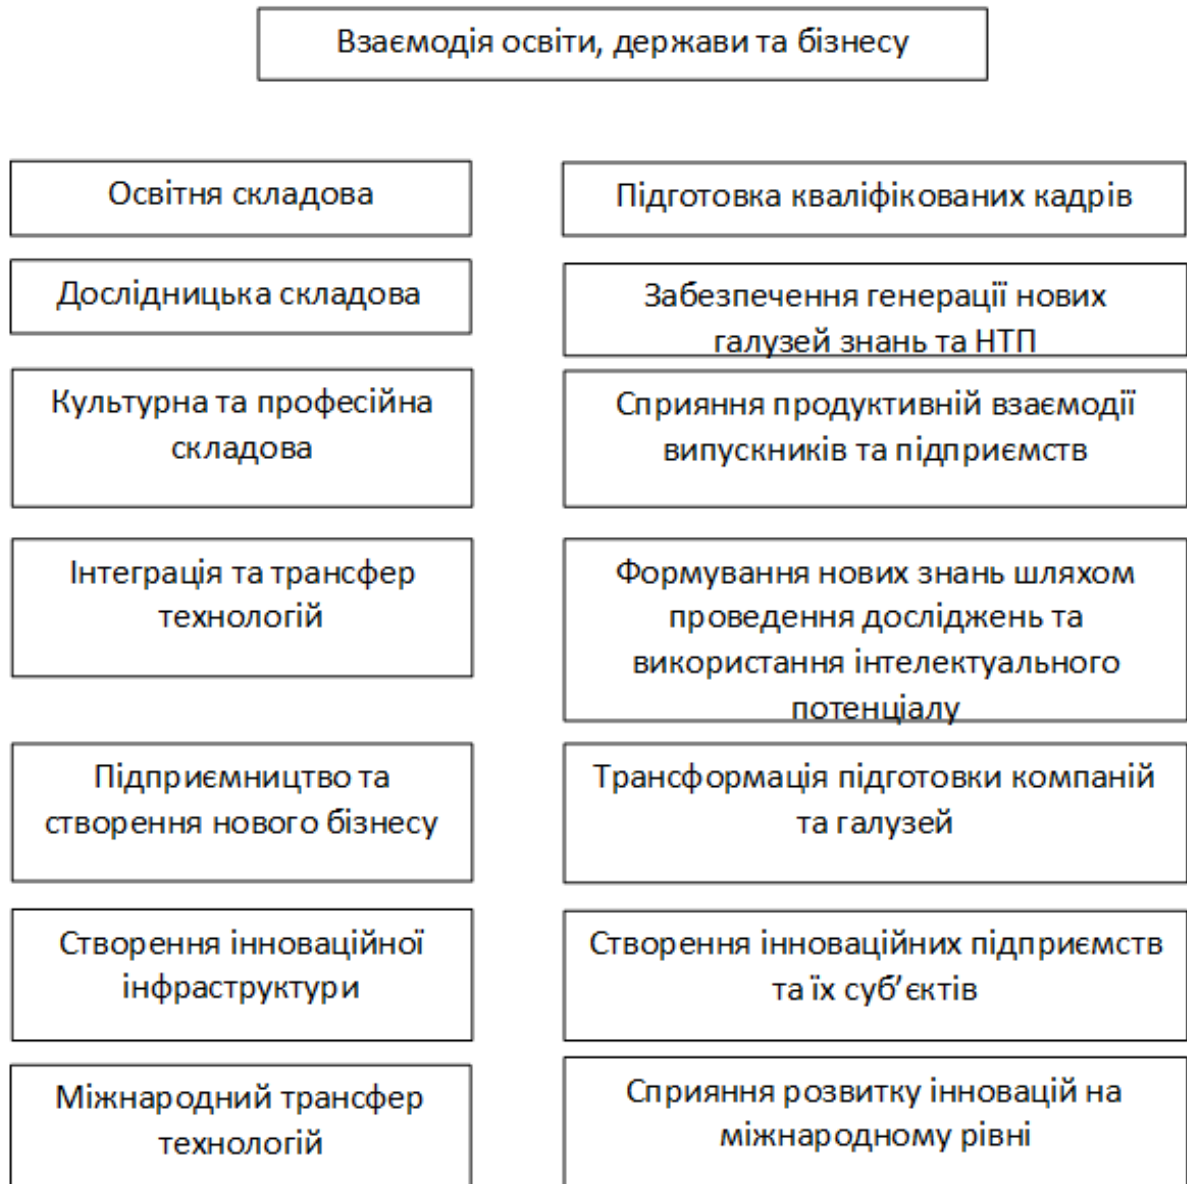 Взаємодія освіти, держави та бізнесу
Освітня складова
Підготовка кваліфікованих кадрів
Дослідницька складова
Забезпечення генерації нових
галузей знань та НТП
Культурна та професійна
складова
Сприяння продуктивній взаємодії
випускників та підприємств
Інтеграція та трансфер
технологій
Формування нових знань шляхом
проведення досліджень та
використання інтелектуального
потенціалу
Підприємництво та
створення нового бізнесу
Трансформація підготовки компаній
та галузей
Створення інноваційної
інфраструктури
Створення інноваційних підприємств
та їх суб’єктів
Міжнародний трансфер
технологій
Сприяння розвитку інновацій на
міжнародному рівні